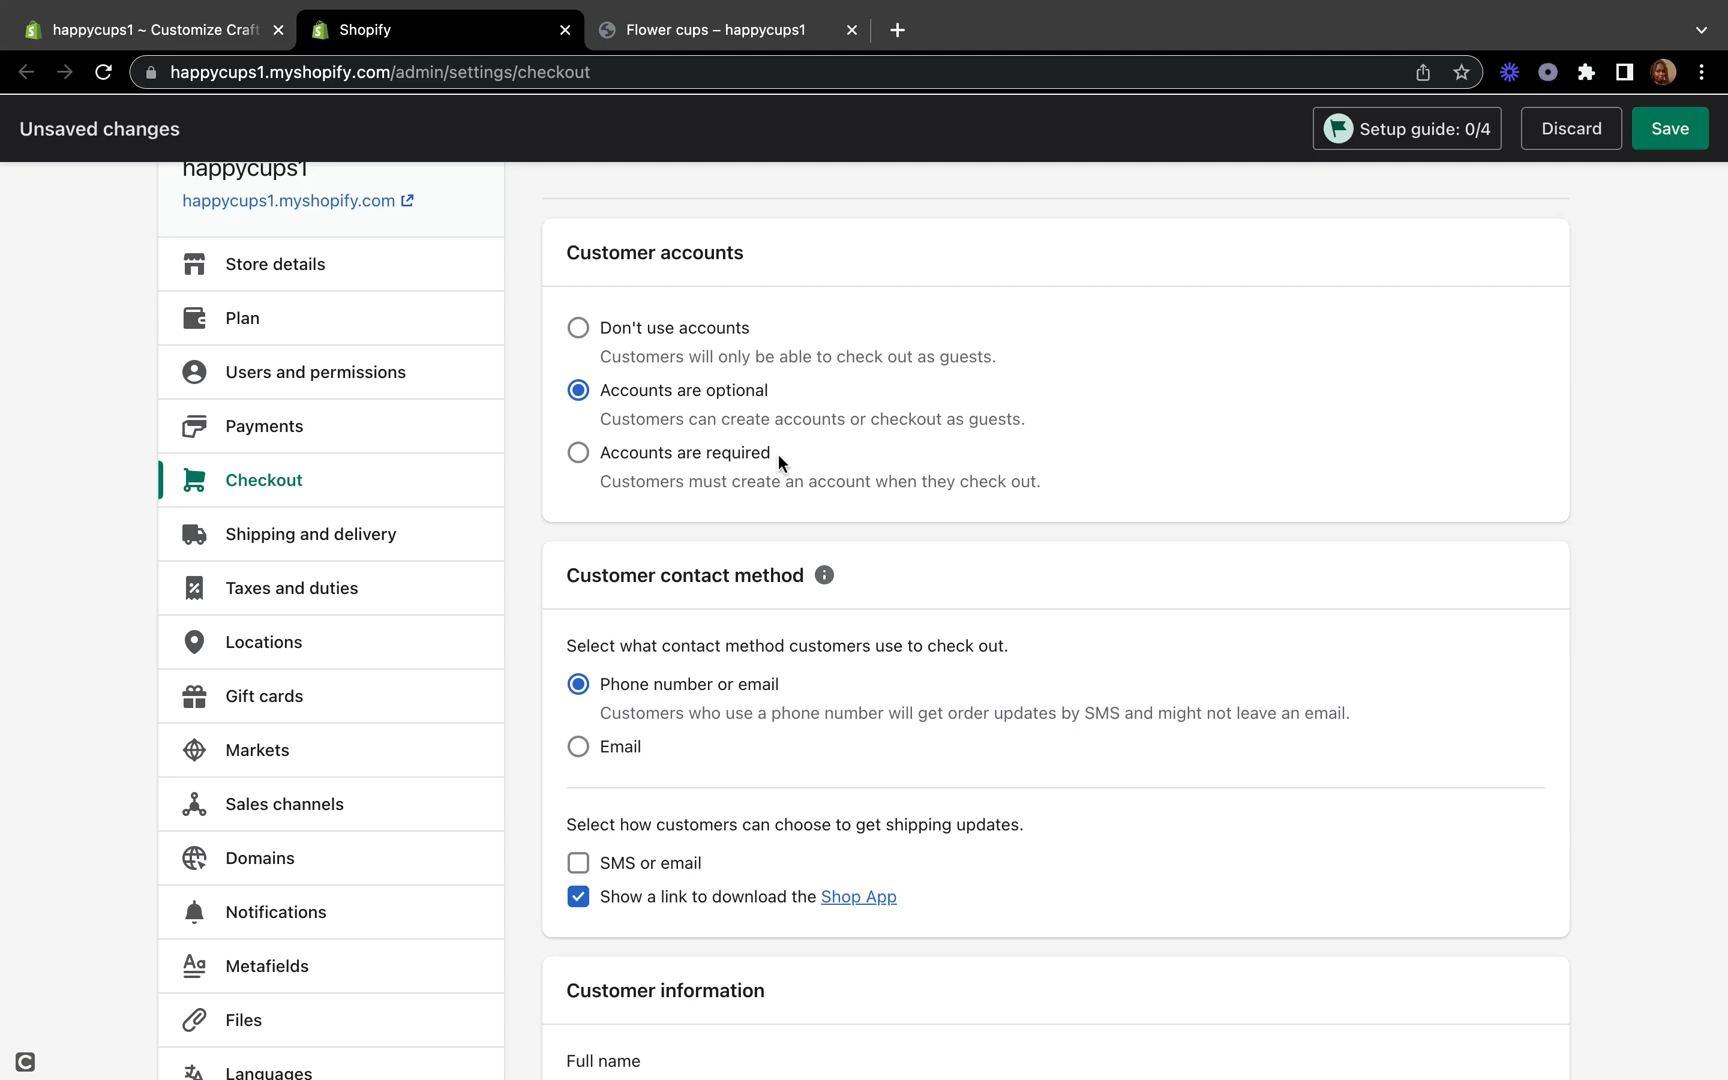 happycups1 ~ Customize Craft
Shopify
Flower cups – happycups1
happycups1.myshopify.com/admin/settings/checkout
Unsaved changes
Setup guide: 0/4
Discard
Save
happycups1
happycups1.myshopify.com
Store details
Plan
Users and permissions
Payments
Checkout
Shipping and delivery
Taxes and duties
Locations
Gift cards
Markets
Sales channels
Domains
Notifications
Metafields
Files
Languages
Customer accounts
Don't use accounts
Customers will only be able to check out as guests.
Accounts are optional
Customers can create accounts or checkout as guests.
Accounts are required
Customers must create an account when they check out.
Customer contact method
Select what contact method customers use to check out.
Phone number or email
Customers who use a phone number will get order updates by SMS and might not leave an email.
Email
Select how customers can choose to get shipping updates.
SMS or email
Show a link to download the Shop App
Customer information
Full name